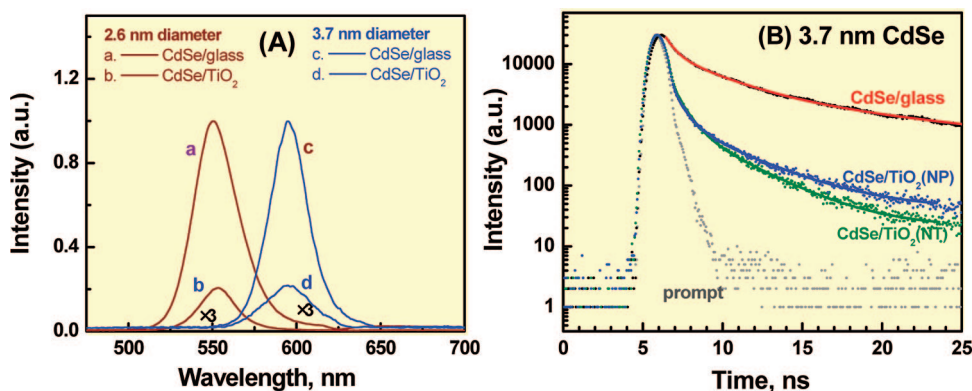 2.6 nm diameter
a. — CdSe/glass
b. — CdSe/TiO₂
(A)
3.7 nm diameter
c. — CdSe/glass
d. — CdSe/TiO₂
Intensity (a.u.)
1.2
0.8
0.4
0.0
a
c
b
d
×3
×3
500
550
600
650
700
Wavelength, nm
(B) 3.7 nm CdSe
Intensity (a.u.)
10000
1000
100
10
1
CdSe/glass
CdSe/TiO₂(NP)
CdSe/TiO₂(NT)
prompt
0
5
10
15
20
25
Time, ns